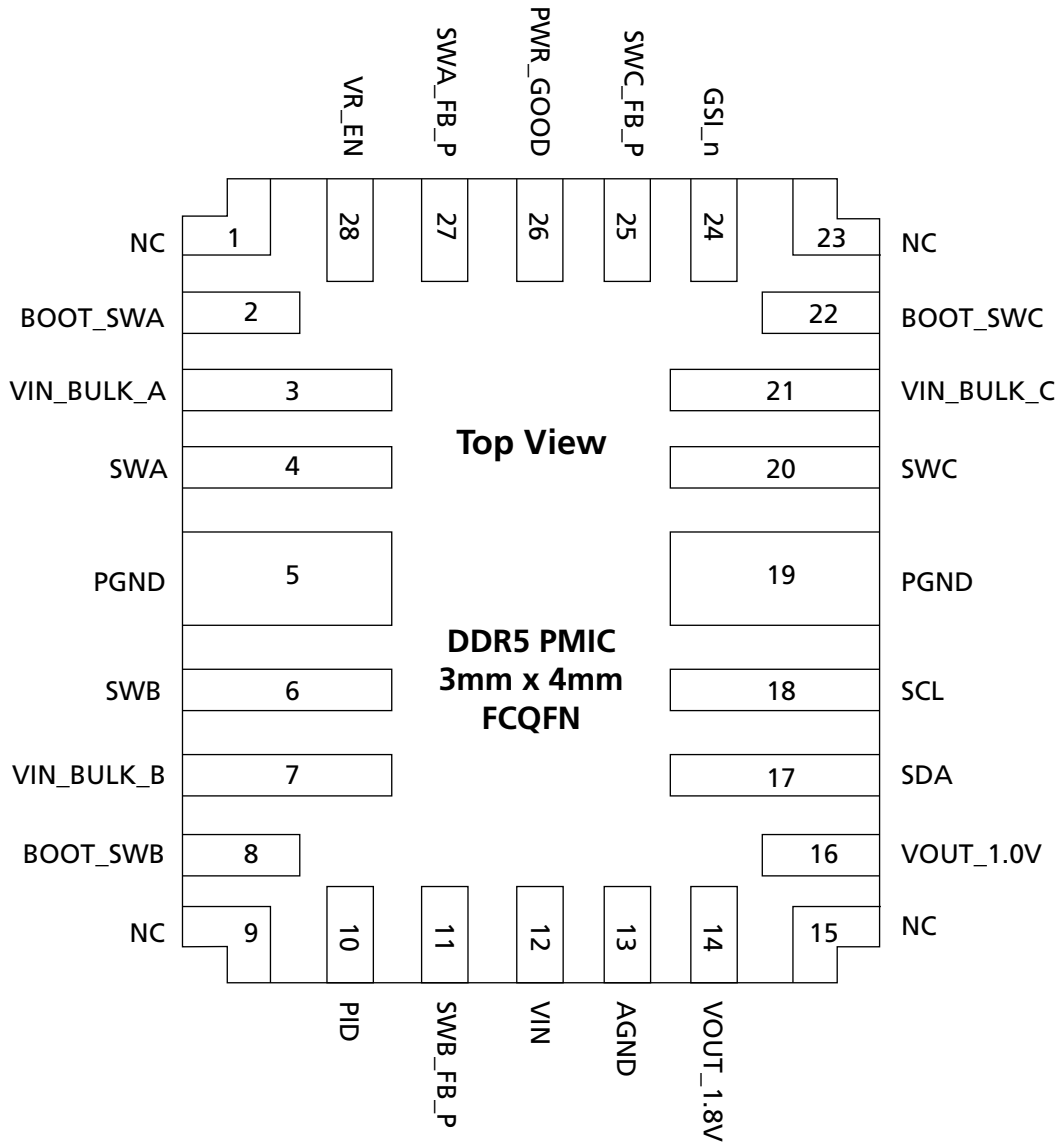 VR_EN
SWA_FB_P
PWR_GOOD
SWC_FB_P
GSI_n
28
27
26
25
24
NC
1
23
NC
BOOT_SWA
2
22
BOOT_SWC
VIN_BULK_A
3
21
VIN_BULK_C
Top View
SWA
4
20
SWC
PGND
5
19
PGND
DDR5 PMIC
3mm x 4mm
FCQFN
SWB
6
18
SCL
VIN_BULK_B
7
17
SDA
BOOT_SWB
8
16
VOUT_1.0V
NC
9
15
NC
10
11
12
13
14
PID
SWB_FB_P
VIN
AGND
VOUT_1.8V